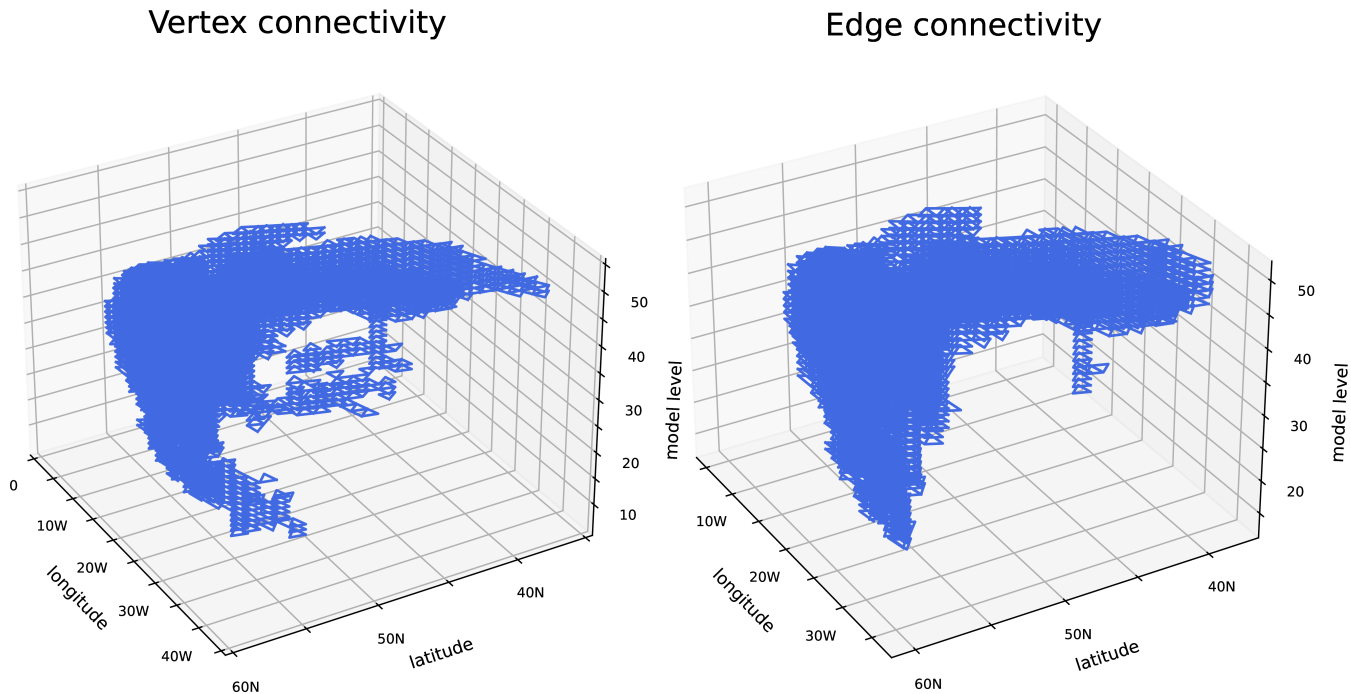 Vertex connectivity
50
40
30
20
10
model level
0
10W
20W
30W
40W
longitude
60N
50N
40N
latitude
Edge connectivity
50
40
30
20
model level
10W
20W
30W
longitude
60N
50N
40N
latitude